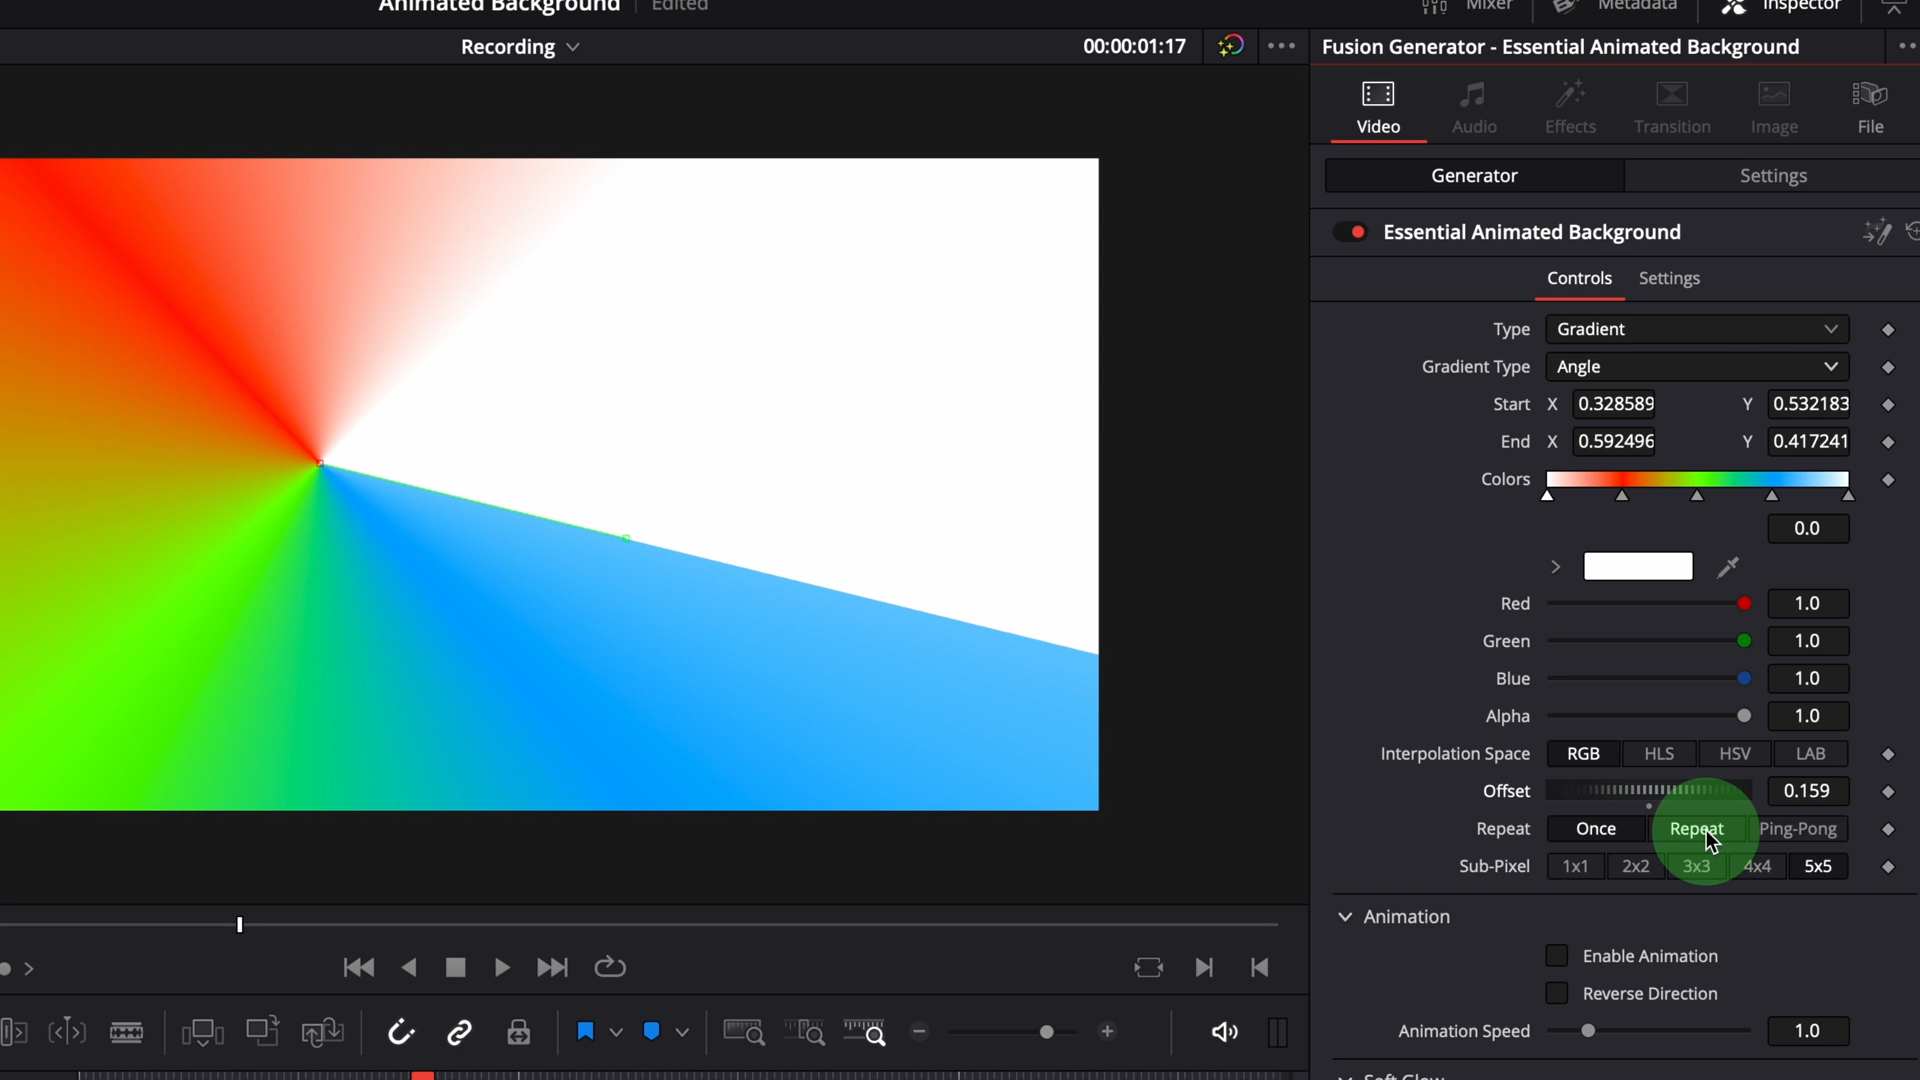 Animated Background Edited
Mixer Metadata Inspector
Recording 00:00:01:17 Fusion Generator - Essential Animated Background
Video Audio Effects Transition Image File
Generator Settings
Essential Animated Background
Controls Settings
Type Gradient
Gradient Type Angle
Start X 0.328589 Y 0.532183
End X 0.592496 Y 0.417241
Colors
0.0
Red 1.0
Green 1.0
Blue 1.0
Alpha 1.0
Interpolation Space RGB HLS HSV LAB
Offset 0.159
Repeat Once Repeat Ping-Pong
Sub-Pixel 1x1 2x2 3x3 4x4 5x5
Animation
Enable Animation
Reverse Direction
Animation Speed 1.0
Soft Glow